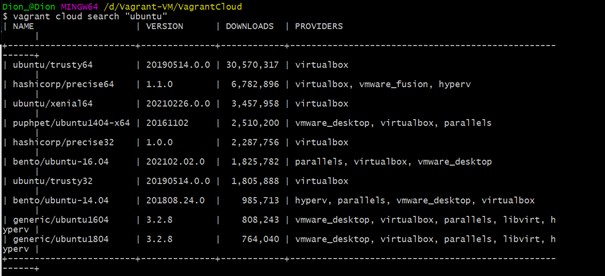 Dion_@Dion MINGW64 /d/Vagrant-VM/VagrantCloud
$ vagrant cloud search "ubuntu"
| NAME | VERSION | DOWNLOADS | PROVIDERS
|
+-----------------------+--------------+------------+---------------------------------------------
------+
| ubuntu/trusty64 | 20190514.0.0 | 30,570,317 | virtualbox
|
| hashicorp/precise64 | 1.1.0 | 6,782,896 | virtualbox, vmware_fusion, hyperv
|
| ubuntu/xenial64 | 20210226.0.0 | 3,457,958 | virtualbox
|
| puphpet/ubuntu1404-x64 | 20161102 | 2,510,200 | vmware_desktop, virtualbox, parallels
|
| hashicorp/precise32 | 1.0.0 | 2,287,756 | virtualbox
|
| bento/ubuntu-16.04 | 202102.02.0 | 1,825,782 | parallels, virtualbox, vmware_desktop
|
| ubuntu/trusty32 | 20190514.0.0 | 1,805,888 | virtualbox
|
| bento/ubuntu-14.04 | 201808.24.0 | 985,713 | hyperv, parallels, vmware_desktop, virtualbox
|
| generic/ubuntu1604 | 3.2.8 | 808,243 | vmware_desktop, virtualbox, parallels, libvirt, h
yperv |
| generic/ubuntu1804 | 3.2.8 | 764,040 | vmware_desktop, virtualbox, parallels, libvirt, h
yperv |
+-----------------------+--------------+------------+---------------------------------------------
------+